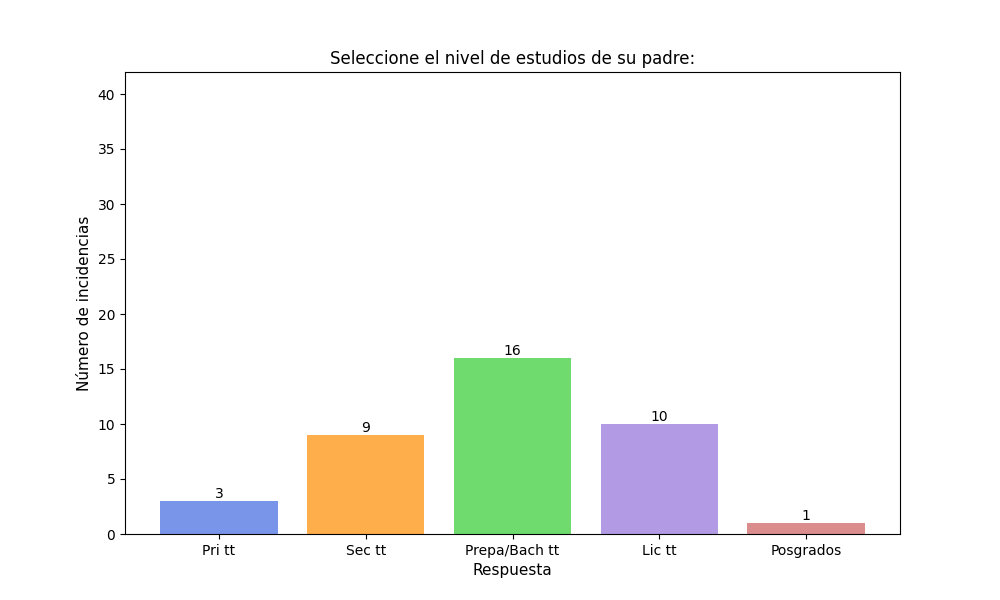 Seleccione el nivel de estudios de su padre:
40
35
30
25
20
15
10
5
0
Número de incidencias
3
9
16
10
1
Pri tt
Sec tt
Prepa/Bach tt
Lic tt
Posgrados
Respuesta